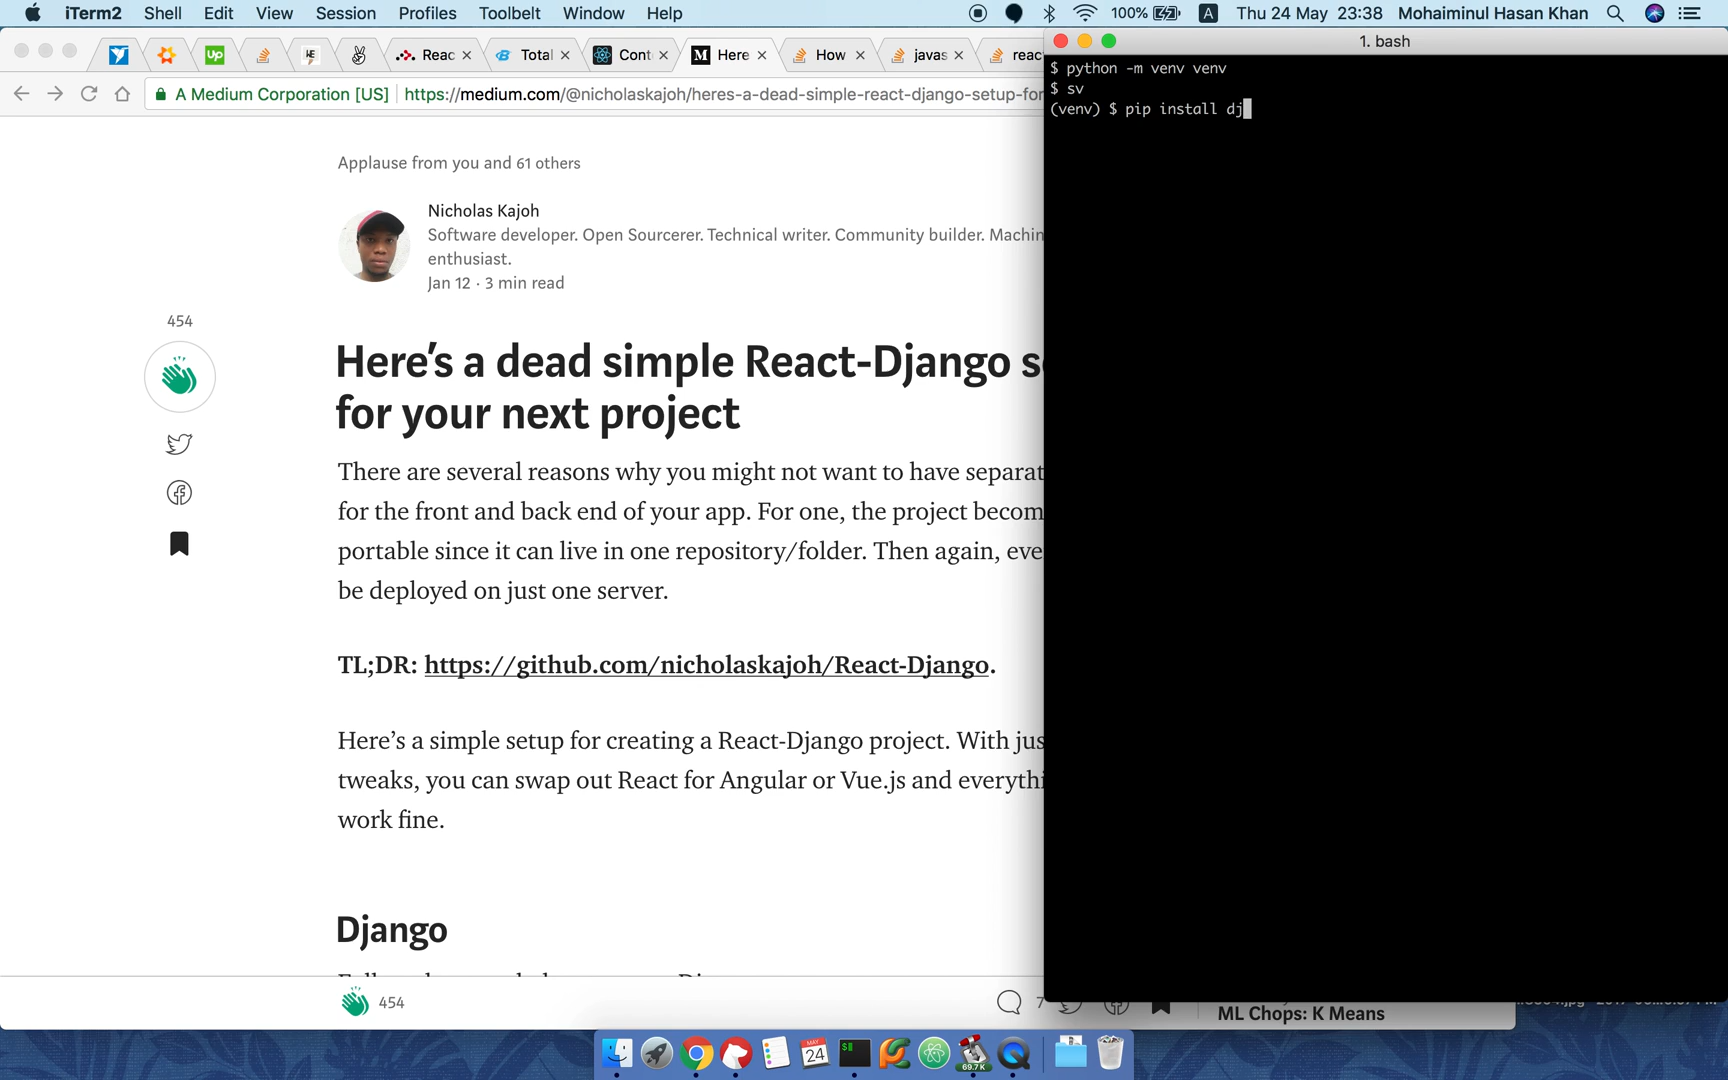 iTerm2 Shell Edit View Session Profiles Toolbelt Window Help 100% A Thu 24 May 23:38 Mohaiminul Hasan Khan
Up Reac Total Cont Here How javas reac
A Medium Corporation [US] https://medium.com/@nicholaskajoh/heres-a-dead-simple-react-django-setup-for
Applause from you and 61 others
Nicholas Kajoh
Software developer. Open Sourcerer. Technical writer. Community builder. Machin
enthusiast.
Jan 12 · 3 min read
454
Here's a dead simple React-Django s
for your next project
There are several reasons why you might not want to have separat
for the front and back end of your app. For one, the project becom
portable since it can live in one repository/folder. Then again, eve
be deployed on just one server.
TL;DR: https://github.com/nicholaskajoh/React-Django.
Here's a simple setup for creating a React-Django project. With jus
tweaks, you can swap out React for Angular or Vue.js and everythi
work fine.
Django
454
7
ML Chops: K Means
1. bash
$ python -m venv venv
$ sv
(venv) $ pip install dj
MAY
24
69.7 K